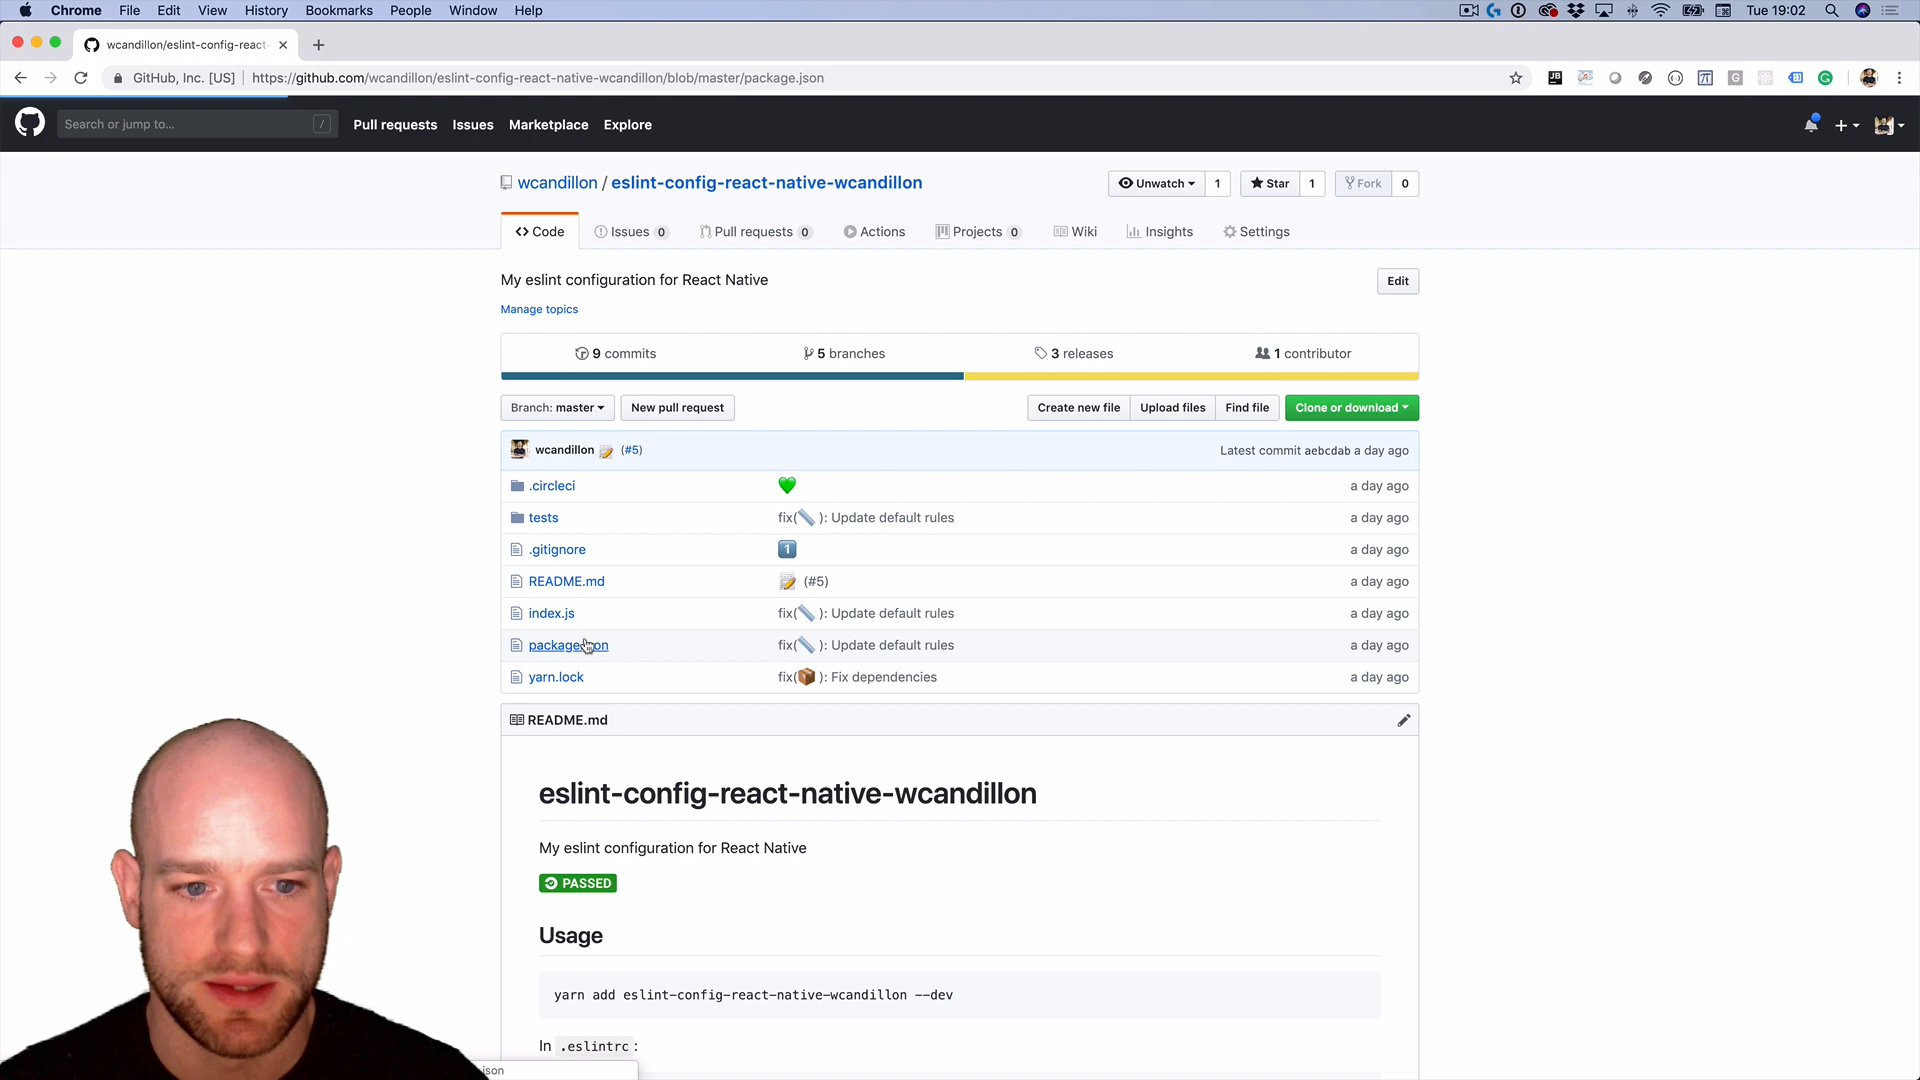 Chrome File Edit View History Bookmarks People Window Help Tue 19:02
wcandillon/eslint-config-react-
GitHub, Inc. [US] https://github.com/wcandillon/eslint-config-react-native-wcandillon/blob/master/package.json
Search or jump to... / Pull requests Issues Marketplace Explore
wcandillon / eslint-config-react-native-wcandillon Unwatch 1 Star 1 Fork 0
Code Issues 0 Pull requests 0 Actions Projects 0 Wiki Insights Settings
My eslint configuration for React Native Edit
Manage topics
9 commits 5 branches 3 releases 1 contributor
Branch: master New pull request Create new file Upload files Find file Clone or download
wcandillon (#5) Latest commit aebcdab a day ago
.circleci a day ago
tests fix( ): Update default rules a day ago
.gitignore 1 a day ago
README.md (#5) a day ago
index.js fix( ): Update default rules a day ago
package.json fix( ): Update default rules a day ago
yarn.lock fix( ): Fix dependencies a day ago
README.md
eslint-config-react-native-wcandillon
My eslint configuration for React Native
PASSED
Usage
yarn add eslint-config-react-native-wcandillon --dev
In .eslintrc :
json